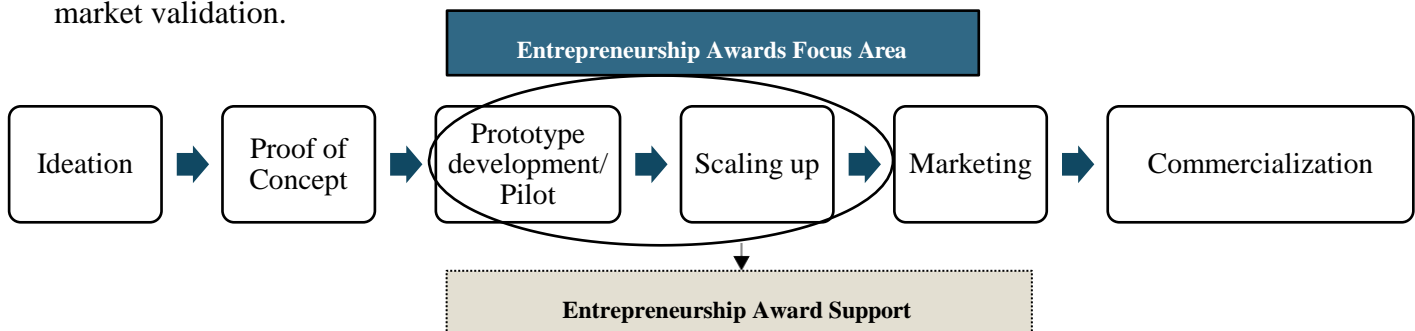 market validation.
Entrepreneurship Awards Focus Area
Ideation
Proof of
Concept
Prototype
development/
Pilot
Scaling up
Marketing
Commercialization
Entrepreneurship Award Support